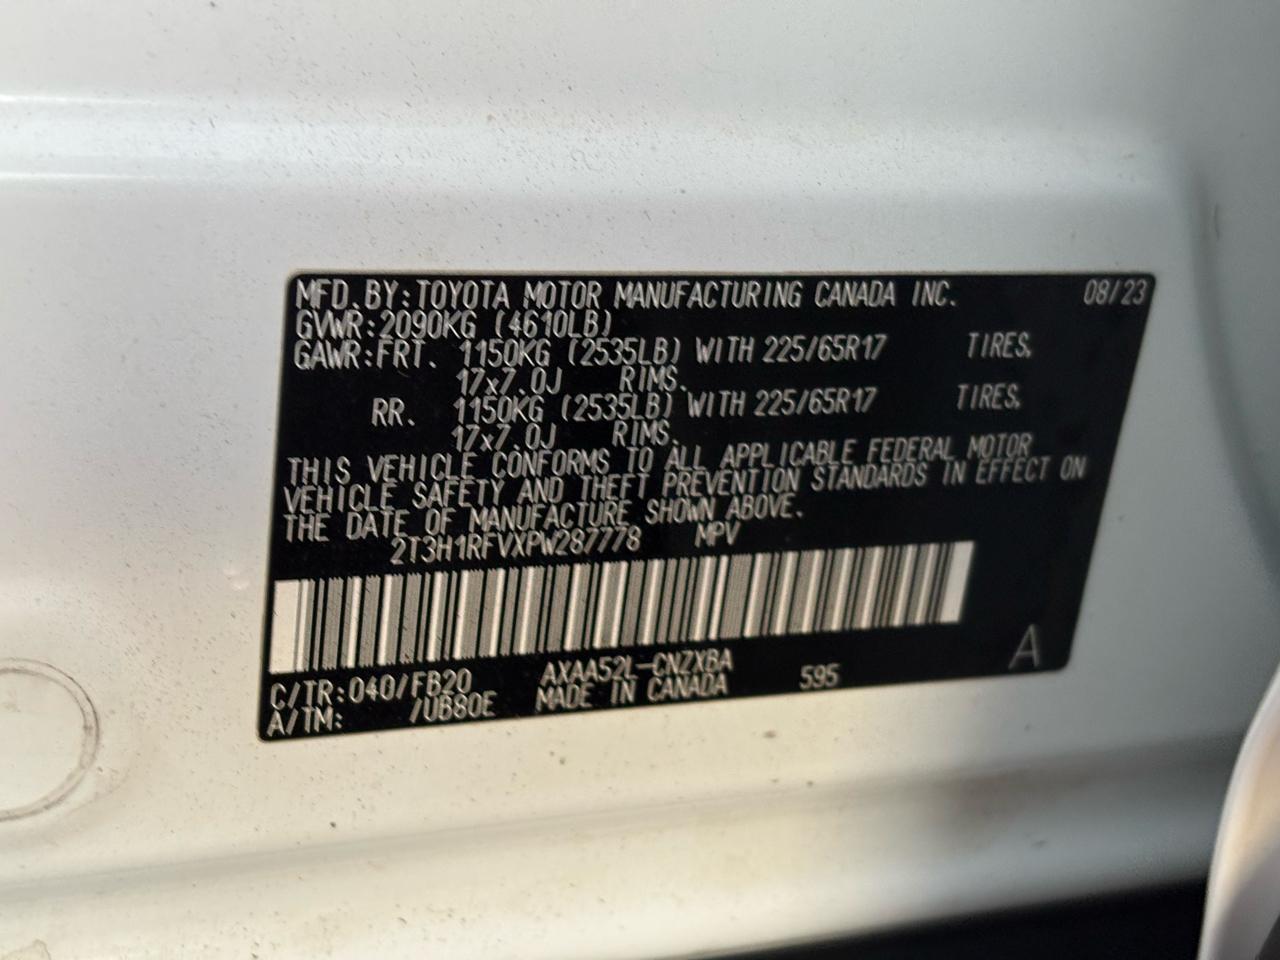 MFD. BY: TOYOTA MOTOR MANUFACTURING CANADA INC. 08/23
GVWR: 2090KG (4610LB)
GAWR: FRT. 1150KG (2535LB) WITH 225/65R17 TIRES,
17x7.0J RIMS.
RR. 1150KG (2535LB) WITH 225/65R17 TIRES,
17x7.0J RIMS.
THIS VEHICLE CONFORMS TO ALL APPLICABLE FEDERAL MOTOR
VEHICLE SAFETY AND THEFT PREVENTION STANDARDS IN EFFECT ON
THE DATE OF MANUFACTURE SHOWN ABOVE.
2T3H1RFVXPW287778 MPV
C/TR: 040/FB20 AXAA52L-CNZXBA 595 A
A/TM: /UB80E MADE IN CANADA